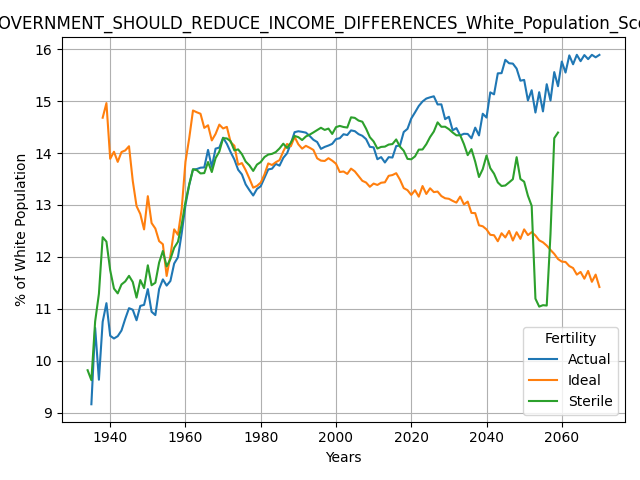 OVERNMENT_SHOULD_REDUCE_INCOME_DIFFERENCES_White_Population_Sc
16
15
14
13
12
11
10
9
% of White Population
1940 1960 1980 2000 2020 2040 2060
Years
Fertility
Actual
Ideal
Sterile